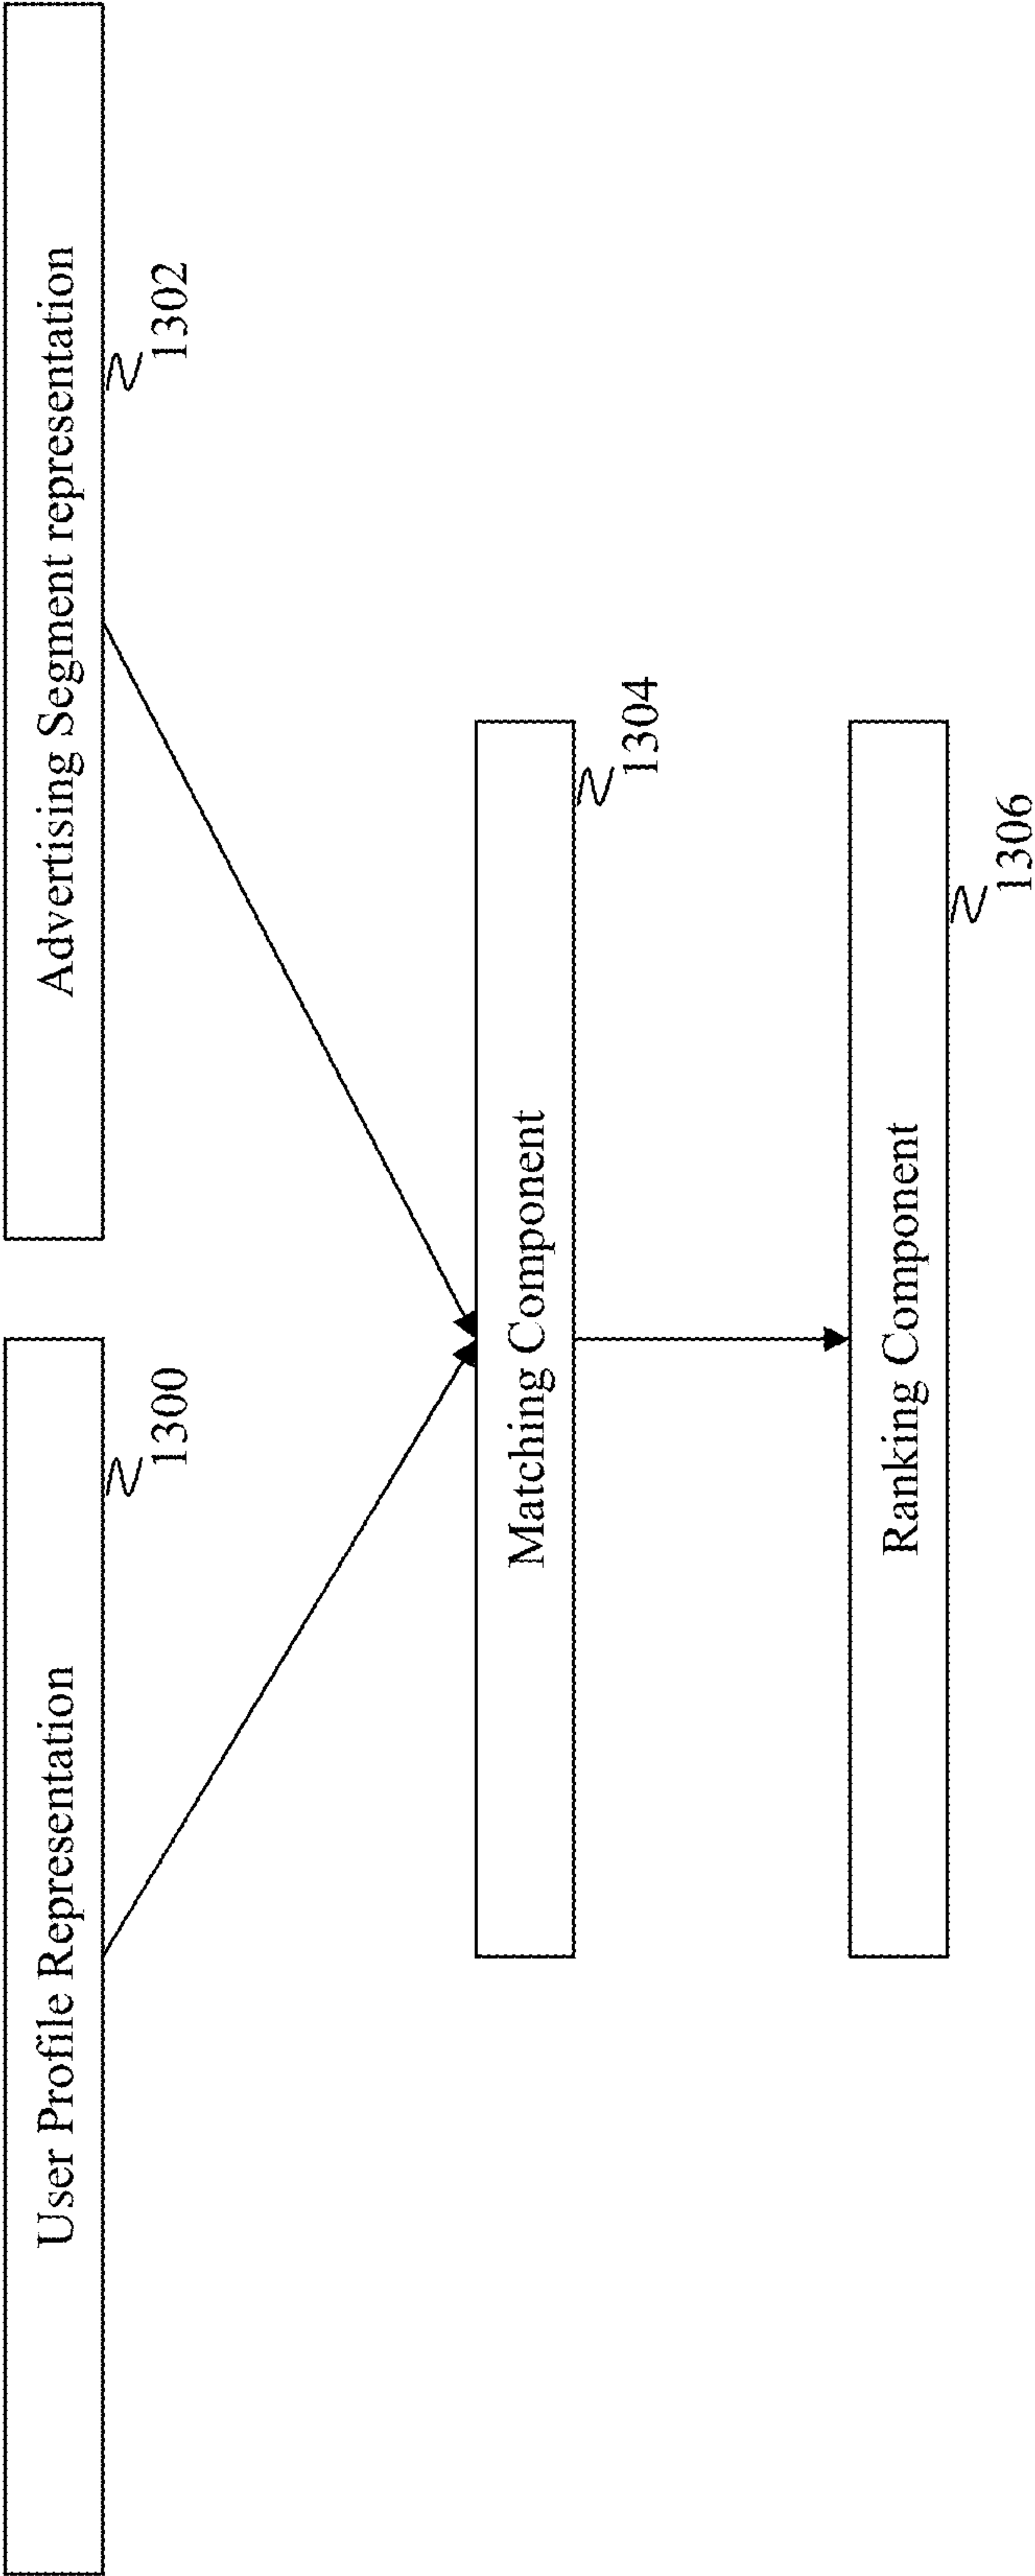 User Profile Representation
1300
Advertising Segment representation
1302
Matching Component
1304
Ranking Component
1306